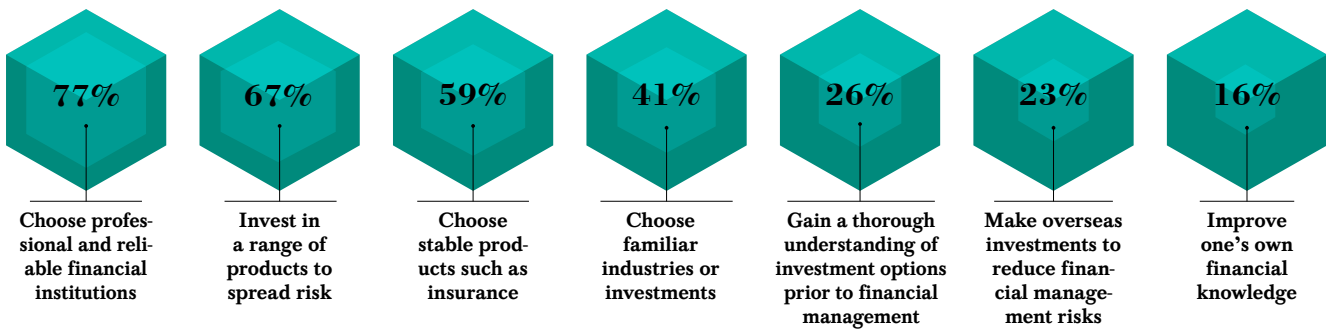 77%
67%
59%
41%
26%
23%
16%
Choose profes-
sional and reli-
able financial
institutions
Invest in
a range of
products to
spread risk
Choose
stable prod-
ucts such as
insurance
Choose
familiar
industries or
investments
Gain a thorough
understanding of
investment options
prior to financial
management
Make overseas
investments to
reduce finan-
cial manage-
ment risks
Improve
one’s own
financial
knowledge